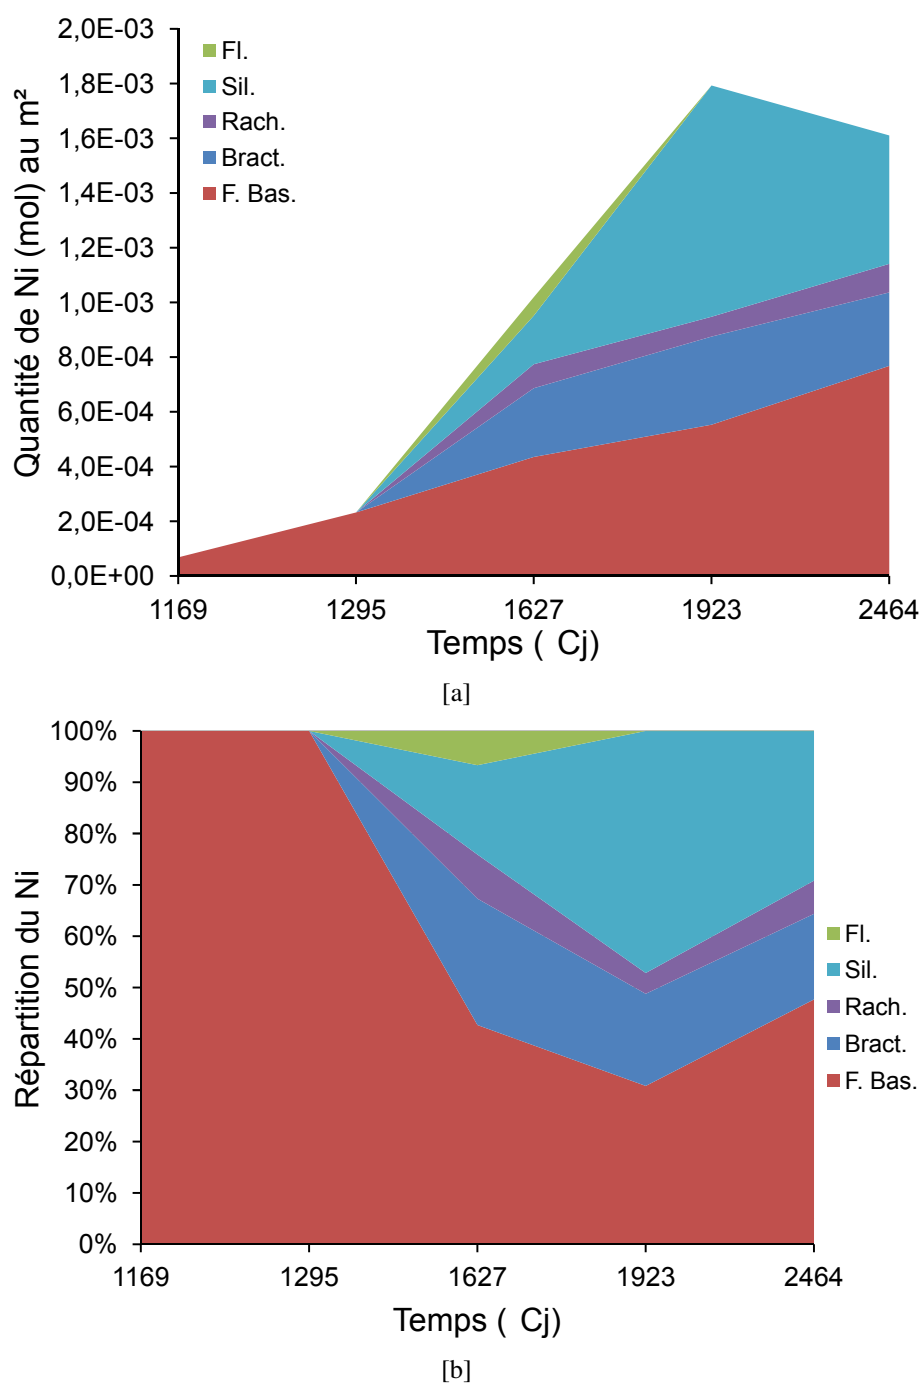 2,0E-03
1,8E-03
1,6E-03
1,4E-03
1,2E-03
1,0E-03
8,0E-04
6,0E-04
4,0E-04
2,0E-04
0,0E+00
Quantité de Ni (mol) au m²
Fl.
Sil.
Rach.
Bract.
F. Bas.
1169 1295 1627 1923 2464
Temps ( Cj)
[a]
100%
90%
80%
70%
60%
50%
40%
30%
20%
10%
0%
Répartition du Ni
Fl.
Sil.
Rach.
Bract.
F. Bas.
1169 1295 1627 1923 2464
Temps ( Cj)
[b]